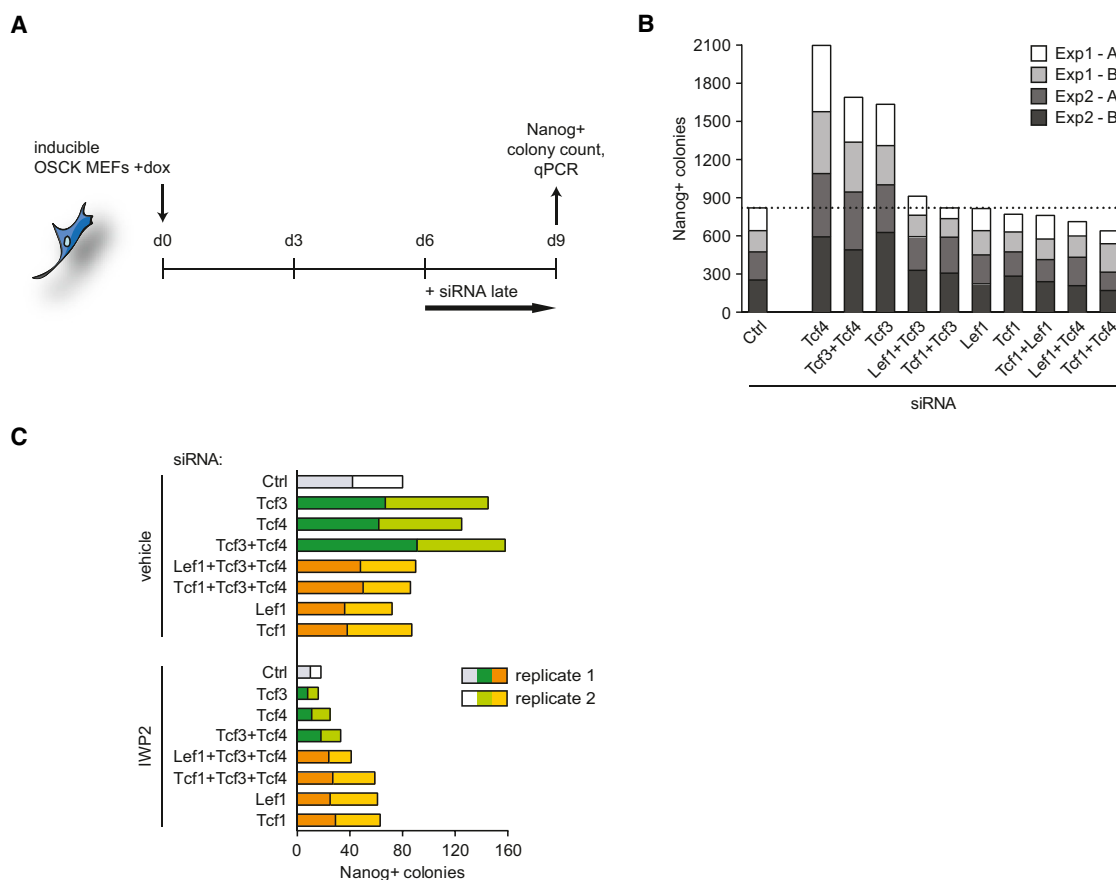 A
inducible
OSCK MEFs +dox
Nanog+
colony count,
qPCR
d0
d3
d6
d9
+ siRNA late
B
Nanog+ colonies
2100
1800
1500
1200
900
600
300
0
Exp1 - A
Exp1 - B
Exp2 - A
Exp2 - B
Ctrl
Tcf4
Tcf3+Tcf4
Tcf3
Lef1+Tcf3
Tcf1+Tcf3
Lef1
Tcf1
Tcf1+Lef1
Lef1+Tcf4
Tcf1+Tcf4
siRNA
C
siRNA:
vehicle
Ctrl
Tcf3
Tcf4
Tcf3+Tcf4
Lef1+Tcf3+Tcf4
Tcf1+Tcf3+Tcf4
Lef1
Tcf1
IWP2
Ctrl
Tcf3
Tcf4
Tcf3+Tcf4
Lef1+Tcf3+Tcf4
Tcf1+Tcf3+Tcf4
Lef1
Tcf1
replicate 1
replicate 2
0
40
80
120
160
Nanog+ colonies